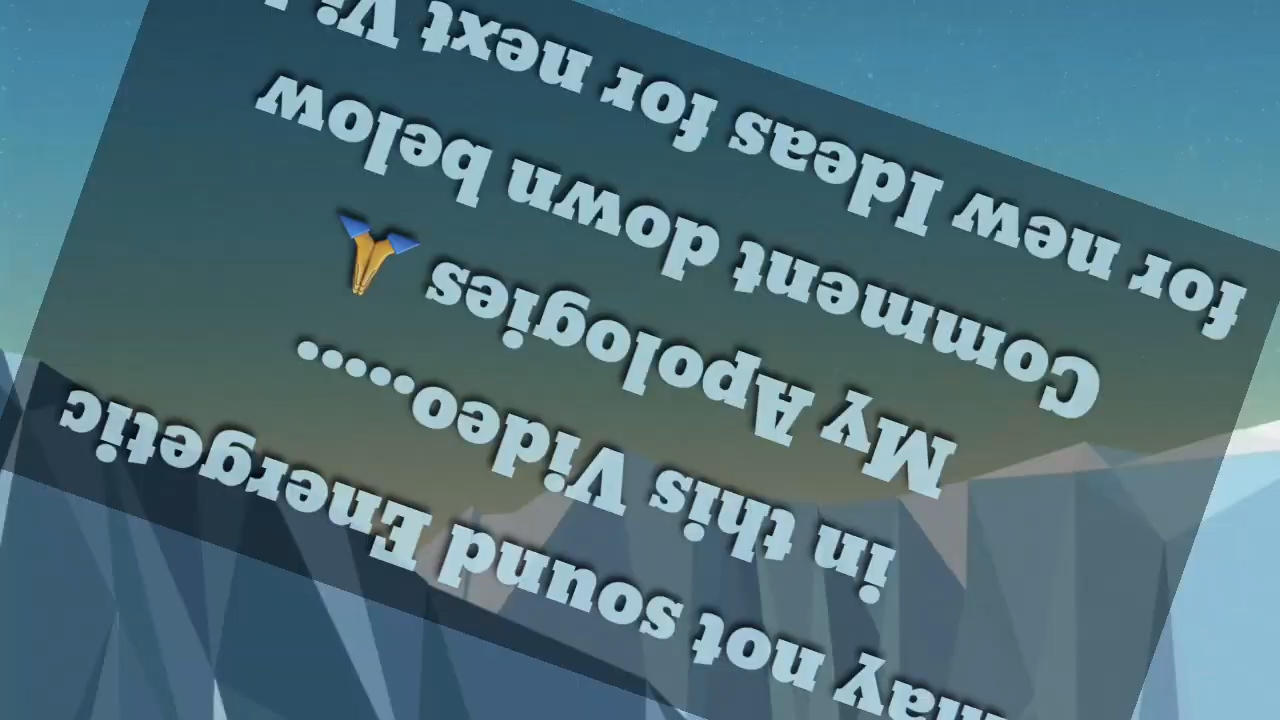 may not sound Energetic
in this Video.....
My Apologies 🙏
Comment down below
for new Ideas for next